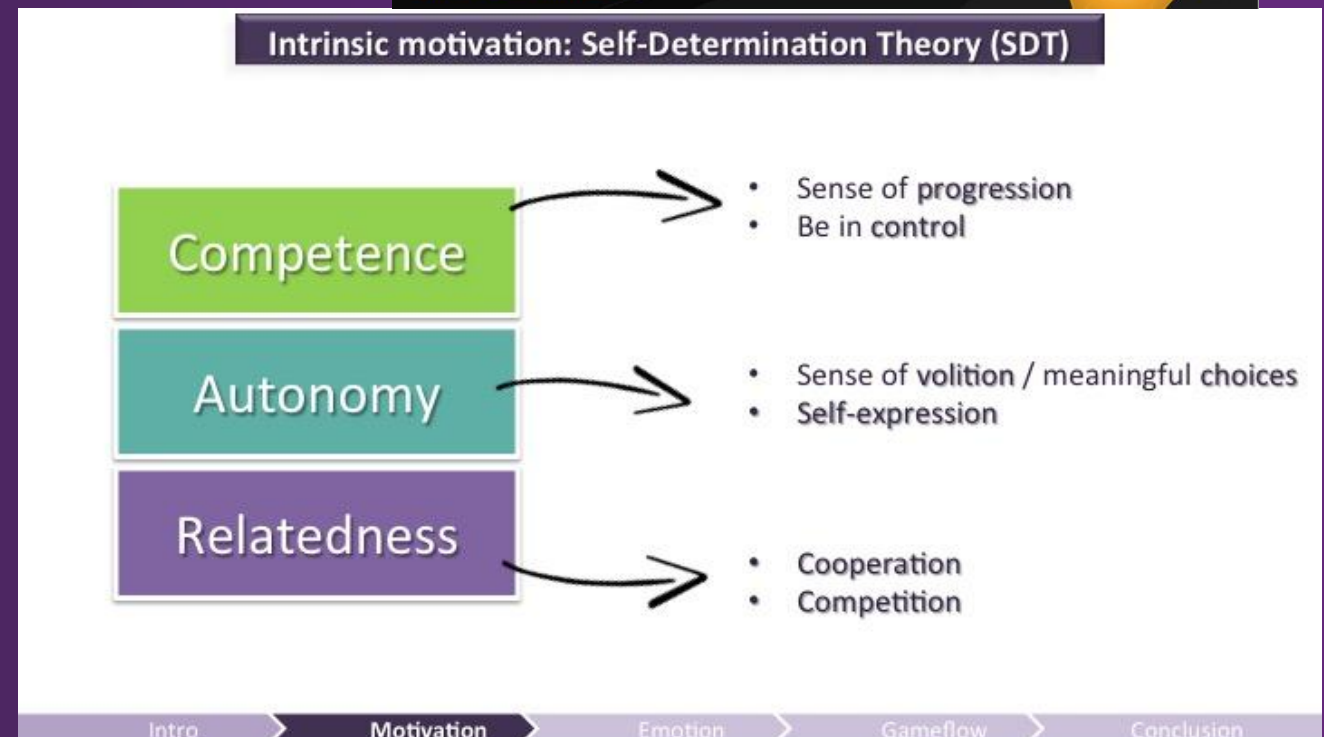 Intrinsic motivation: Self-Determination Theory (SDT)
Competence
• Sense of progression
• Be in control
Autonomy
• Sense of volition / meaningful choices
• Self-expression
Relatedness
• Cooperation
• Competition
Intro Motivation Emotion Gameflow Conclusion